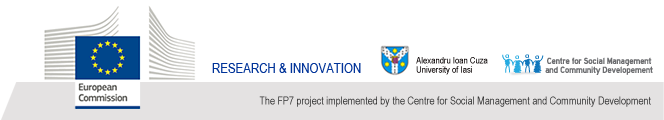 European
Commission
RESEARCH & INNOVATION
Alexandru Ioan Cuza
University of Iasi
Centre for Social Management
and Community Developement
The FP7 project implemented by the Centre for Social Management and Community Development